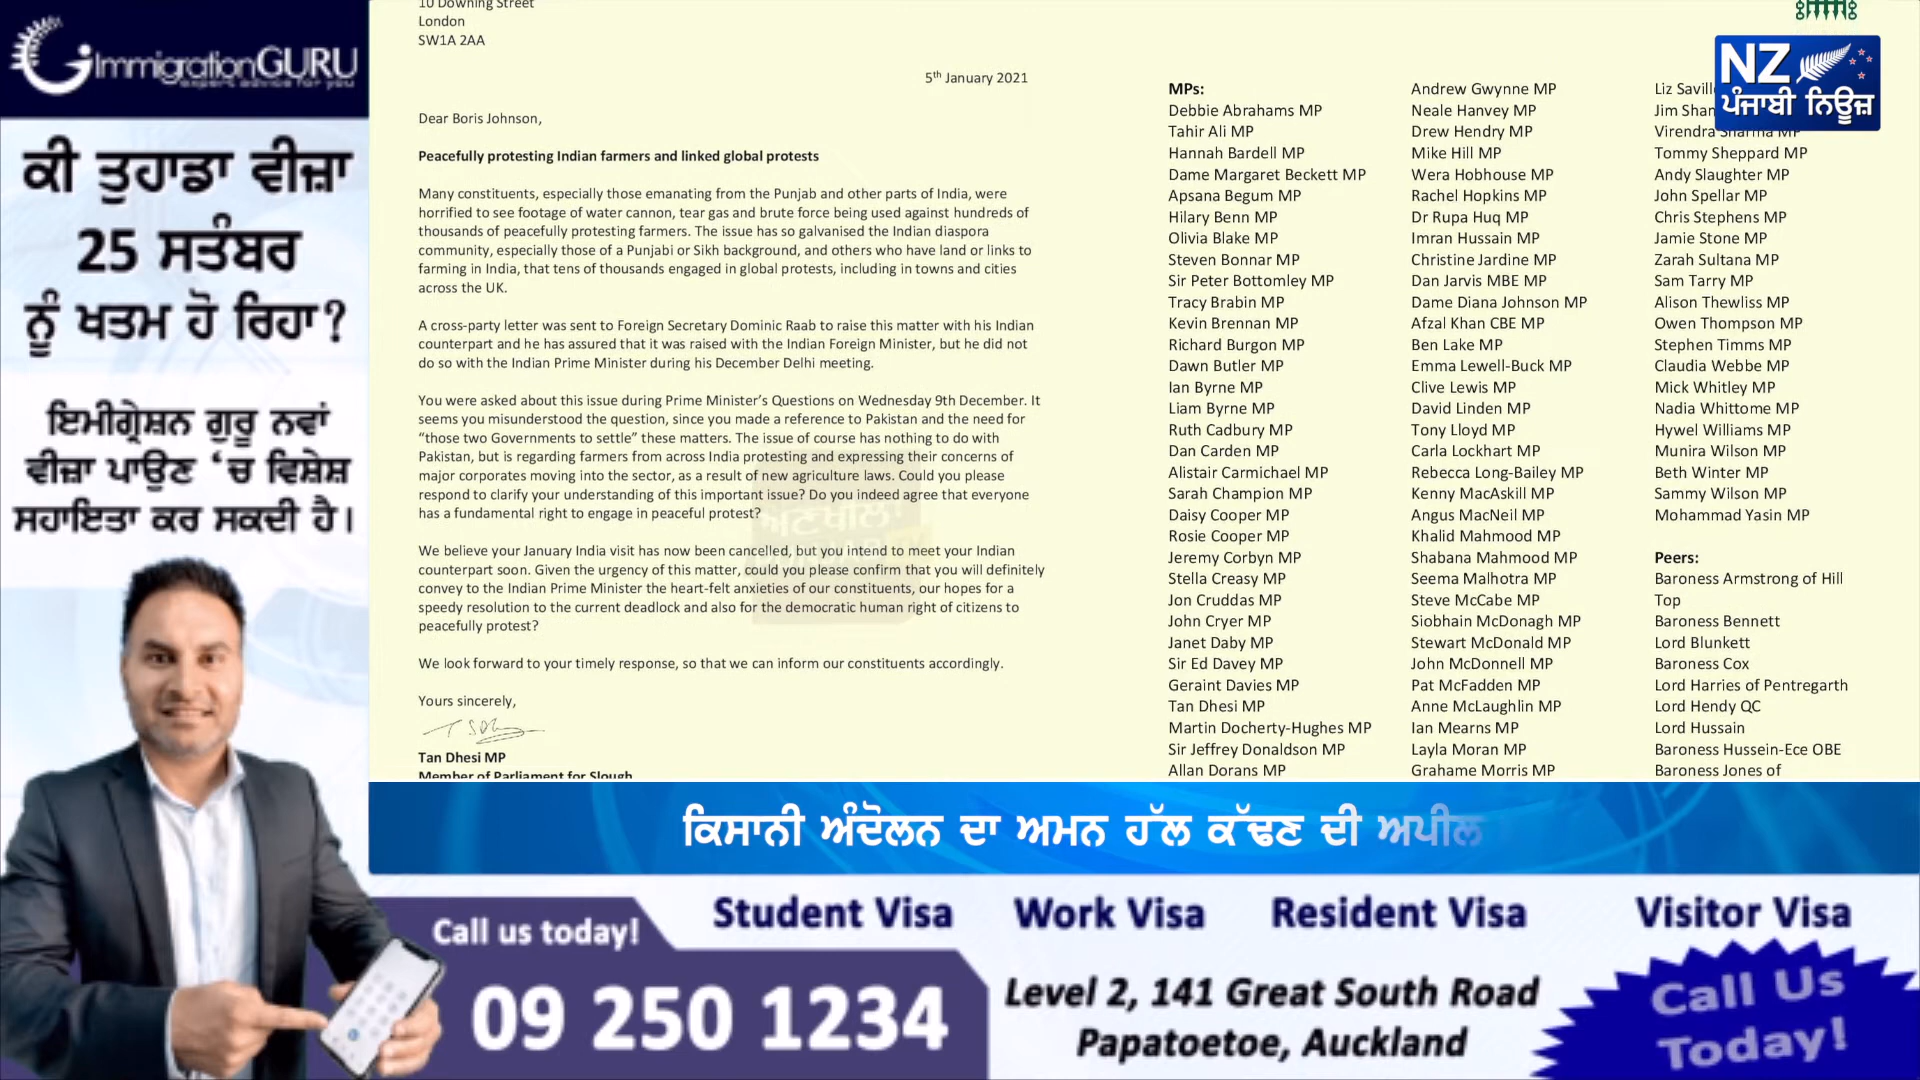 ImmigrationGURU
expert advice for you
ਕੀ ਤੁਹਾਡਾ ਵੀਜ਼ਾ
25 ਸਤੰਬਰ
ਨੂੰ ਖਤਮ ਹੋ ਰਿਹਾ?
ਇਮੀਗ੍ਰੇਸ਼ਨ ਗੁਰੂ ਨਵਾਂ
ਵੀਜ਼ਾ ਪਾਉਣ ‘ਚ ਵਿਸ਼ੇਸ਼
ਸਹਾਇਤਾ ਕਰ ਸਕਦੀ ਹੈ।
10 Downing Street
London
SW1A 2AA
5th January 2021
Dear Boris Johnson,
Peacefully protesting Indian farmers and linked global protests
Many constituents, especially those emanating from the Punjab and other parts of India, were
horrified to see footage of water cannon, tear gas and brute force being used against hundreds of
thousands of peacefully protesting farmers. The issue has so galvanised the Indian diaspora
community, especially those of a Punjabi or Sikh background, and others who have land or links to
farming in India, that tens of thousands engaged in global protests, including in towns and cities
across the UK.
A cross-party letter was sent to Foreign Secretary Dominic Raab to raise this matter with his Indian
counterpart and he has assured that it was raised with the Indian Foreign Minister, but he did not
do so with the Indian Prime Minister during his December Delhi meeting.
You were asked about this issue during Prime Minister’s Questions on Wednesday 9th December. It
seems you misunderstood the question, since you made a reference to Pakistan and the need for
“those two Governments to settle” these matters. The issue of course has nothing to do with
Pakistan, but is regarding farmers from across India protesting and expressing their concerns of
major corporates moving into the sector, as a result of new agriculture laws. Could you please
respond to clarify your understanding of this important issue? Do you indeed agree that everyone
has a fundamental right to engage in peaceful protest?
We believe your January India visit has now been cancelled, but you intend to meet your Indian
counterpart soon. Given the urgency of this matter, could you please confirm that you will definitely
convey to the Indian Prime Minister the heart-felt anxieties of our constituents, our hopes for a
speedy resolution to the current deadlock and also for the democratic human right of citizens to
peacefully protest?
We look forward to your timely response, so that we can inform our constituents accordingly.
Yours sincerely,
Tan Dhesi MP
Member of Parliament for Slough
MPs:
Debbie Abrahams MP
Tahir Ali MP
Hannah Bardell MP
Dame Margaret Beckett MP
Apsana Begum MP
Hilary Benn MP
Olivia Blake MP
Steven Bonnar MP
Sir Peter Bottomley MP
Tracy Brabin MP
Kevin Brennan MP
Richard Burgon MP
Dawn Butler MP
Ian Byrne MP
Liam Byrne MP
Ruth Cadbury MP
Dan Carden MP
Alistair Carmichael MP
Sarah Champion MP
Daisy Cooper MP
Rosie Cooper MP
Jeremy Corbyn MP
Stella Creasy MP
Jon Cruddas MP
John Cryer MP
Janet Daby MP
Sir Ed Davey MP
Geraint Davies MP
Tan Dhesi MP
Martin Docherty-Hughes MP
Sir Jeffrey Donaldson MP
Allan Dorans MP
Andrew Gwynne MP
Neale Hanvey MP
Drew Hendry MP
Mike Hill MP
Wera Hobhouse MP
Rachel Hopkins MP
Dr Rupa Huq MP
Imran Hussain MP
Christine Jardine MP
Dan Jarvis MBE MP
Dame Diana Johnson MP
Afzal Khan CBE MP
Ben Lake MP
Emma Lewell-Buck MP
Clive Lewis MP
David Linden MP
Tony Lloyd MP
Carla Lockhart MP
Rebecca Long-Bailey MP
Kenny MacAskill MP
Angus MacNeil MP
Khalid Mahmood MP
Shabana Mahmood MP
Seema Malhotra MP
Steve McCabe MP
Siobhain McDonagh MP
Stewart McDonald MP
John McDonnell MP
Pat McFadden MP
Anne McLaughlin MP
Ian Mearns MP
Layla Moran MP
Grahame Morris MP
Liz Savill
Jim Shan
Virendra Sharma MP
Tommy Sheppard MP
Andy Slaughter MP
John Spellar MP
Chris Stephens MP
Jamie Stone MP
Zarah Sultana MP
Sam Tarry MP
Alison Thewliss MP
Owen Thompson MP
Stephen Timms MP
Claudia Webbe MP
Mick Whitley MP
Nadia Whittome MP
Hywel Williams MP
Munira Wilson MP
Beth Winter MP
Sammy Wilson MP
Mohammad Yasin MP
Peers:
Baroness Armstrong of Hill
Top
Baroness Bennett
Lord Blunkett
Baroness Cox
Lord Harries of Pentregarth
Lord Hendy QC
Lord Hussain
Baroness Hussein-Ece OBE
Baroness Jones of
NZ
ਪੰਜਾਬੀ ਨਿਊਜ਼
ਕਿਸਾਨੀ ਅੰਦੋਲਨ ਦਾ ਅਮਨ ਹੱਲ ਕੱਢਣ ਦੀ ਅਪੀਲ
Student Visa Work Visa Resident Visa Visitor Visa
Call us today!
09 250 1234
Level 2, 141 Great South Road
Papatoetoe, Auckland
Call Us
Today!